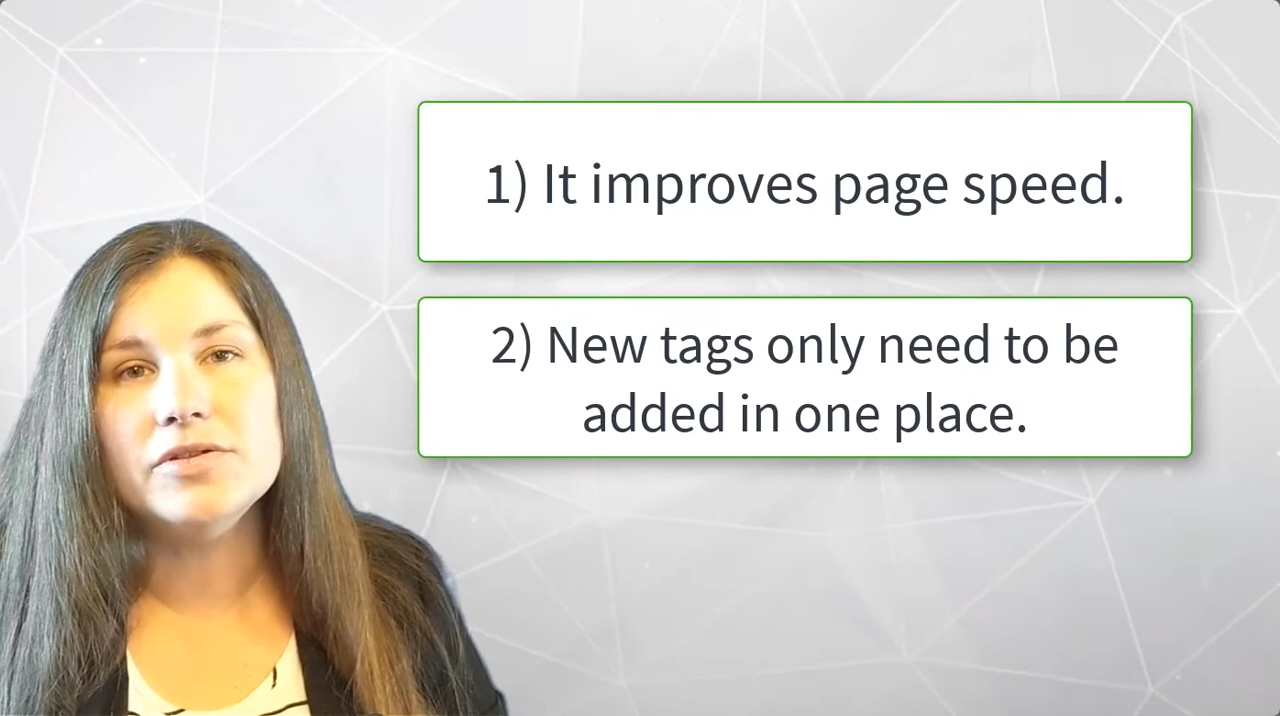 1) It improves page speed.
2) New tags only need to be
added in one place.